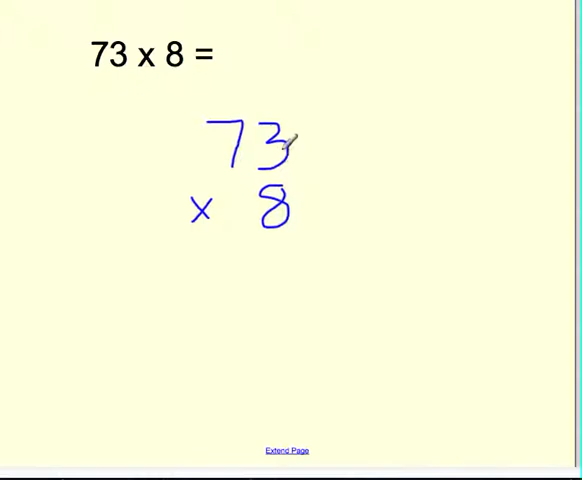 73 x 8 =
73
x 8
Extend Page